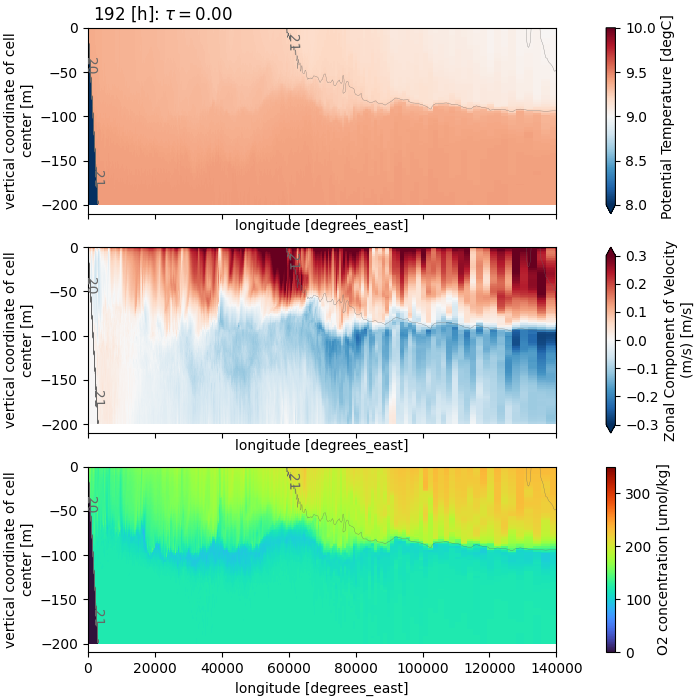 192 [h]: τ = 0.00
0
−50
−100
−150
−200
vertical coordinate of cell
center [m]
20
21
21
longitude [degrees_east]
10.0
9.5
9.0
8.5
8.0
Potential Temperature [degC]
0
−50
−100
−150
−200
vertical coordinate of cell
center [m]
20
21
21
longitude [degrees_east]
0.3
0.2
0.1
0.0
−0.1
−0.2
−0.3
Zonal Component of Velocity
(m/s) [m/s]
0
−50
−100
−150
−200
vertical coordinate of cell
center [m]
20
21
21
0 20000 40000 60000 80000 100000 120000 140000
longitude [degrees_east]
300
200
100
0
O2 concentration [umol/kg]